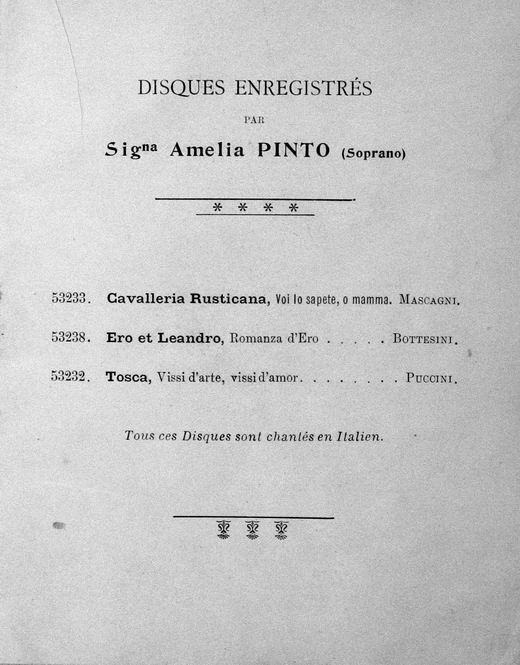 DISQUES ENREGISTRÉS
PAR
Signa Amelia PINTO (Soprano)
* * * *
53233. Cavalleria Rusticana, Voi lo sapete, o mamma. MASCAGNI.
53238. Ero et Leandro, Romanza d'Ero . . . . . BOTTESINI.
53232. Tosca, Vissi d'arte, vissi d'amor. . . . . . . . PUCCINI.
Tous ces Disques sont chantés en Italien.